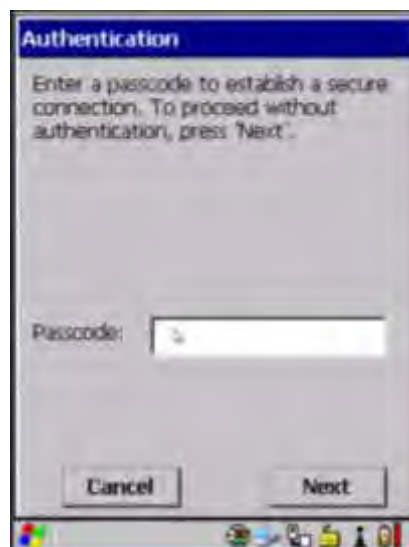 Authentication
Enter a passcode to establish a secure
connection. To proceed without
authentication, press 'Next'.
Passcode:
Cancel
Next